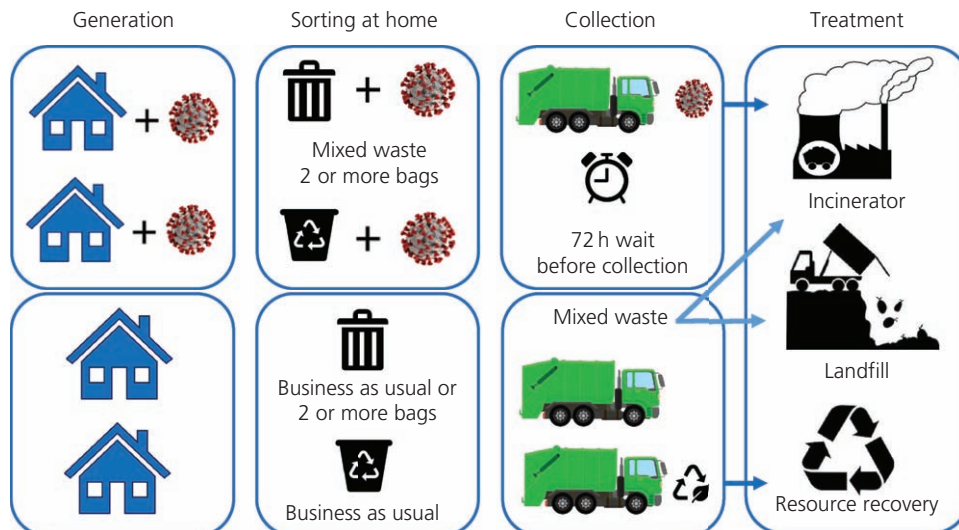 Generation
Sorting at home
Collection
Treatment
Mixed waste
2 or more bags
72 h wait
before collection
Incinerator
Business as usual or
2 or more bags
Business as usual
Mixed waste
Landfill
Resource recovery